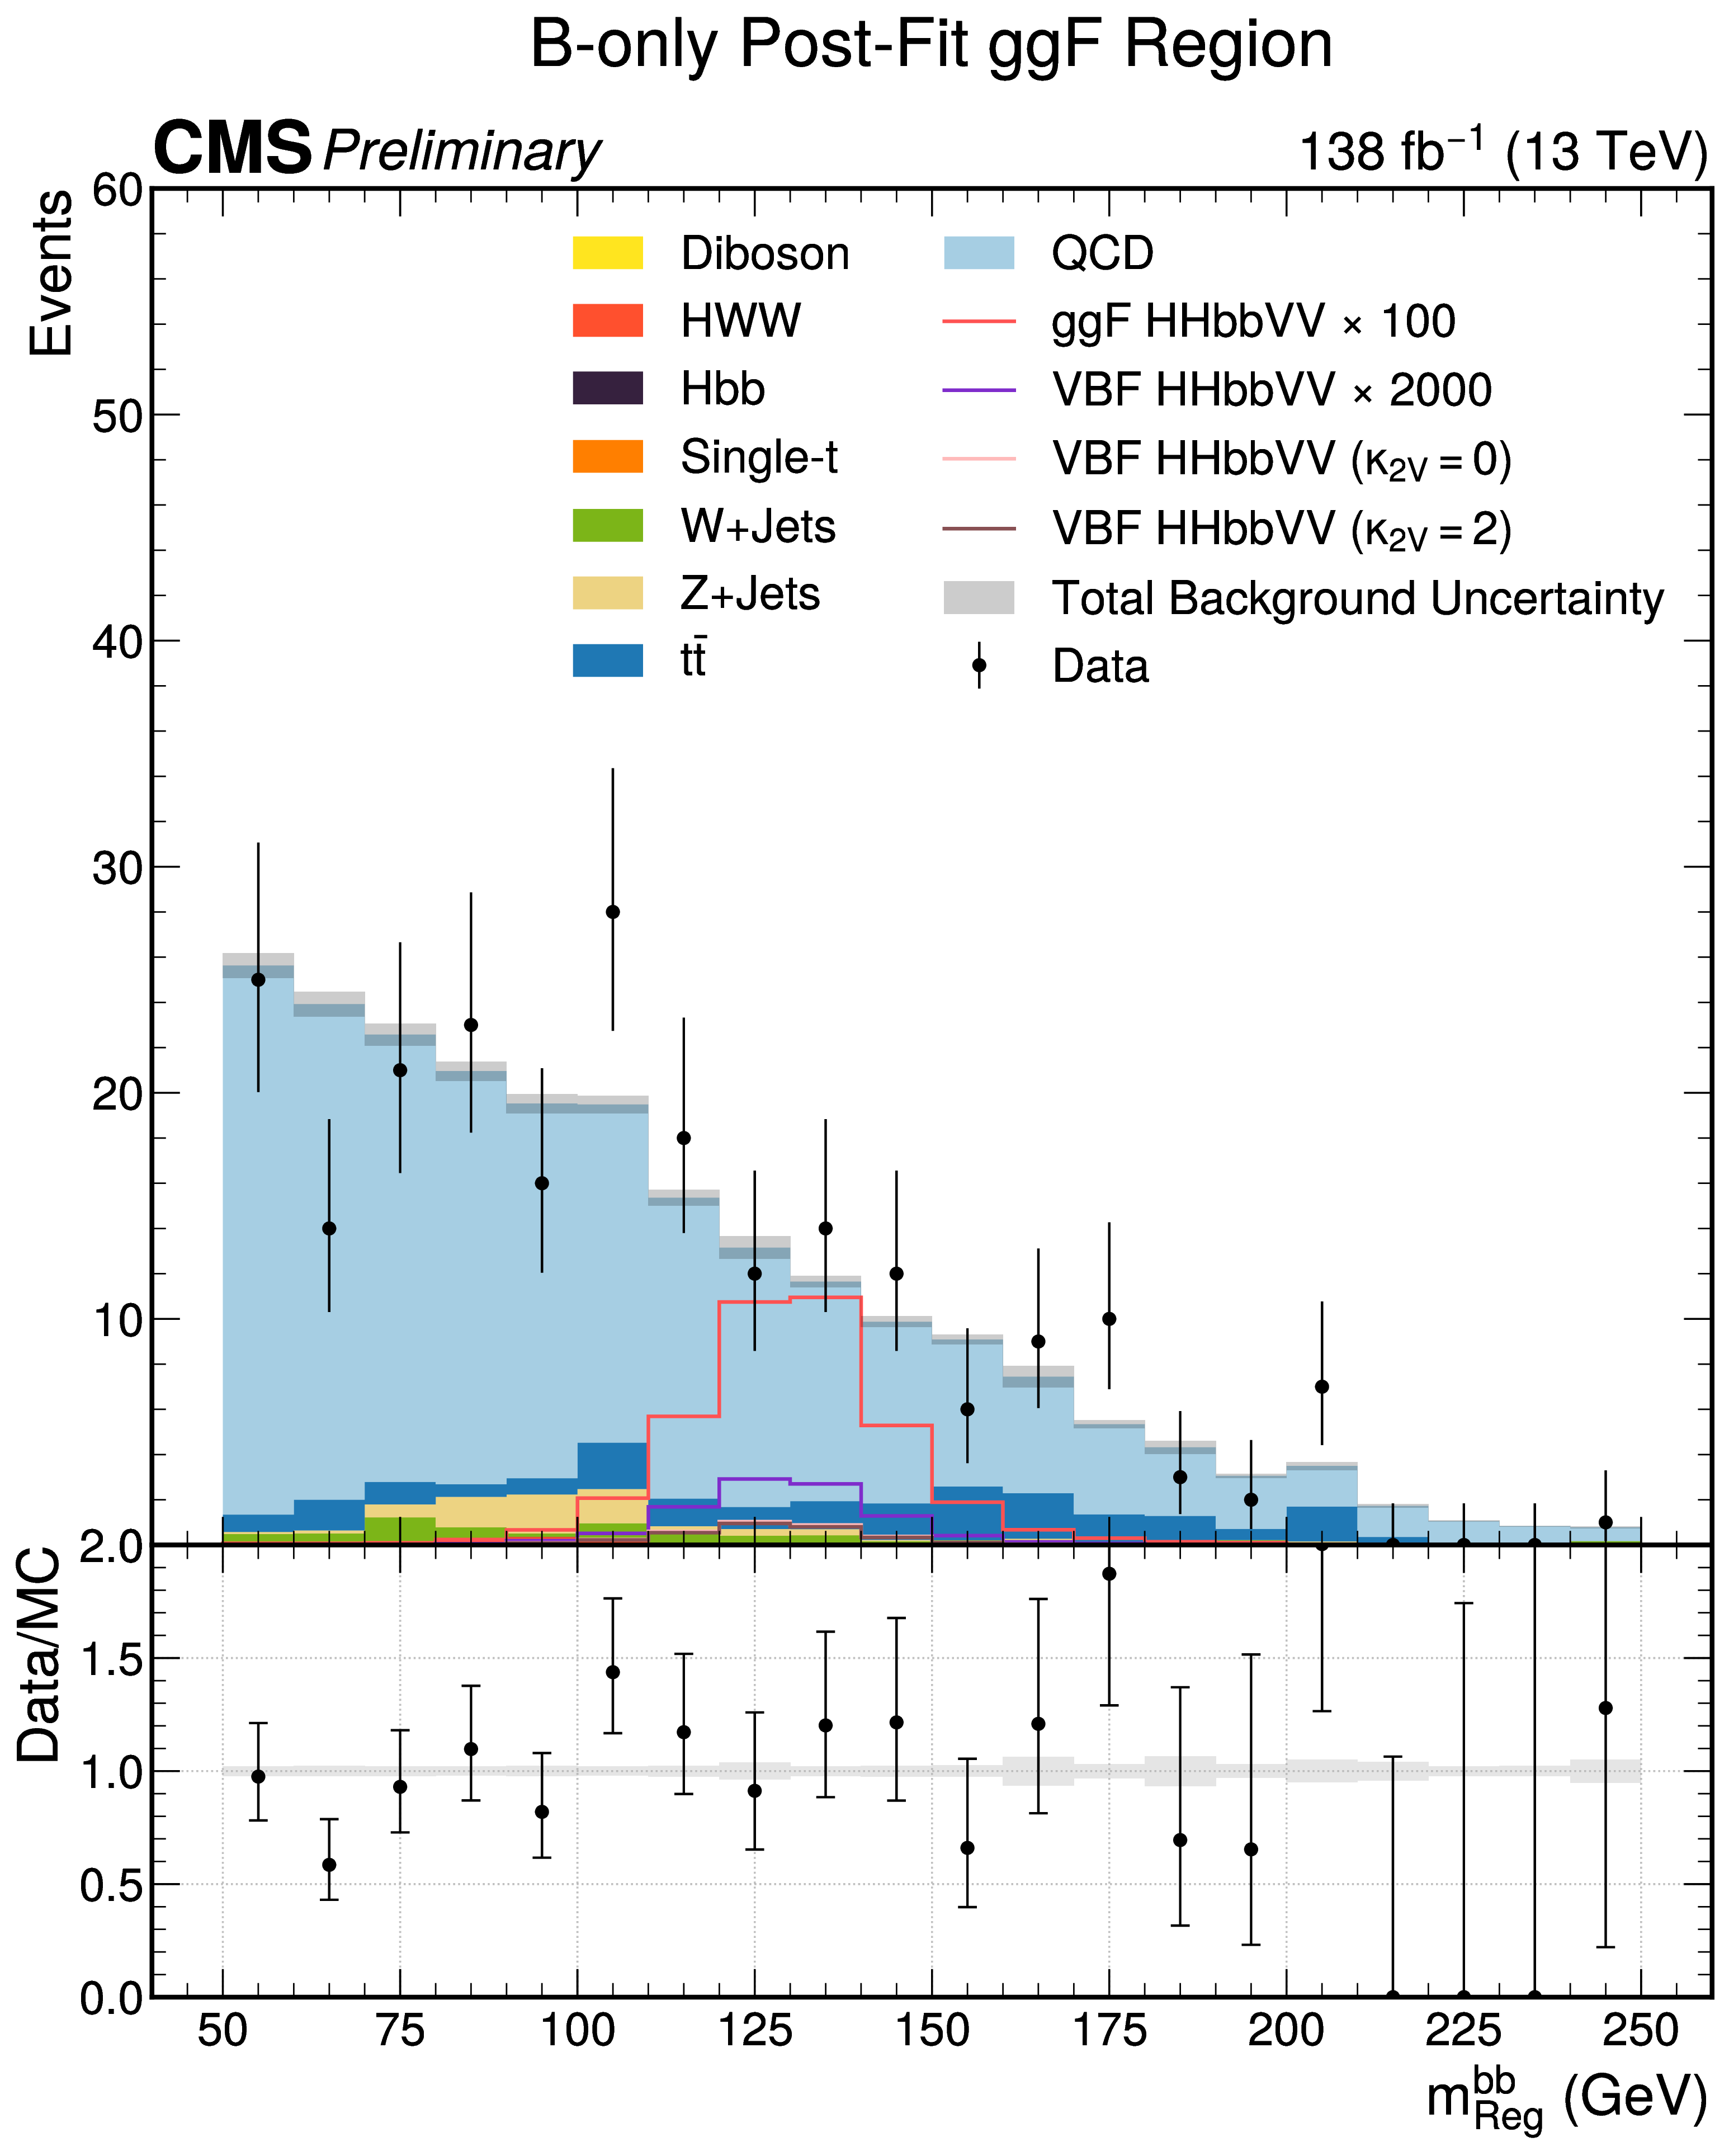 B-only Post-Fit ggF Region
CMS Preliminary
138 fb⁻¹ (13 TeV)
Events
60
50
40
30
20
10
Diboson
HWW
Hbb
Single-t
W+Jets
Z+Jets
tt̄
QCD
ggF HHbbVV × 100
VBF HHbbVV × 2000
VBF HHbbVV (κ₂V = 0)
VBF HHbbVV (κ₂V = 2)
Total Background Uncertainty
Data
Data/MC
2.0
1.5
1.0
0.5
0.0
50 75 100 125 150 175 200 225 250
m^bb_Reg (GeV)